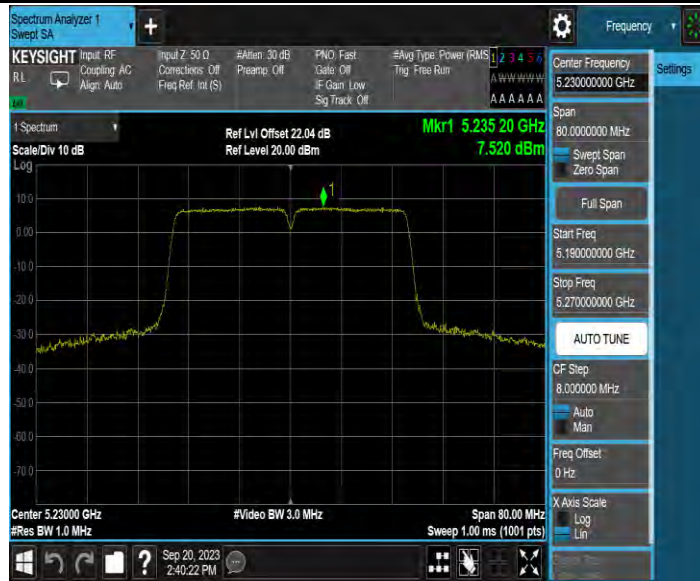 Spectrum Analyzer 1
Swept SA
+
Frequency
KEYSIGHT
RL
Input: RF
Coupling: AC
Align: Auto
Input Z: 50 Ω
Corrections: Off
Freq Ref: Int (S)
#Atten: 30 dB
Preamp: Off
PNO: Fast
Gate: Off
IF Gain: Low
Sig Track: Off
#Avg Type: Power (RMS
Trig: Free Run
1 2 3 4 5 6
A W W W W W
A A A A A A
1 Spectrum
Scale/Div 10 dB
Ref Lvl Offset 22.04 dB
Ref Level 20.00 dBm
Mkr1 5.235 20 GHz
7.520 dBm
Log
1
10.0
0.00
-10.0
-20.0
-30.0
-40.0
-50.0
-60.0
-70.0
Center 5.23000 GHz
#Res BW 1.0 MHz
#Video BW 3.0 MHz
Span 80.00 MHz
Sweep 1.00 ms (1001 pts)
Sep 20, 2023
2:40:22 PM
?
Center Frequency
5.230000000 GHz
Settings
Span
80.0000000 MHz
Swept Span
Zero Span
Full Span
Start Freq
5.190000000 GHz
Stop Freq
5.270000000 GHz
AUTO TUNE
CF Step
8.000000 MHz
Auto
Man
Freq Offset
0 Hz
X Axis Scale
Log
Lin